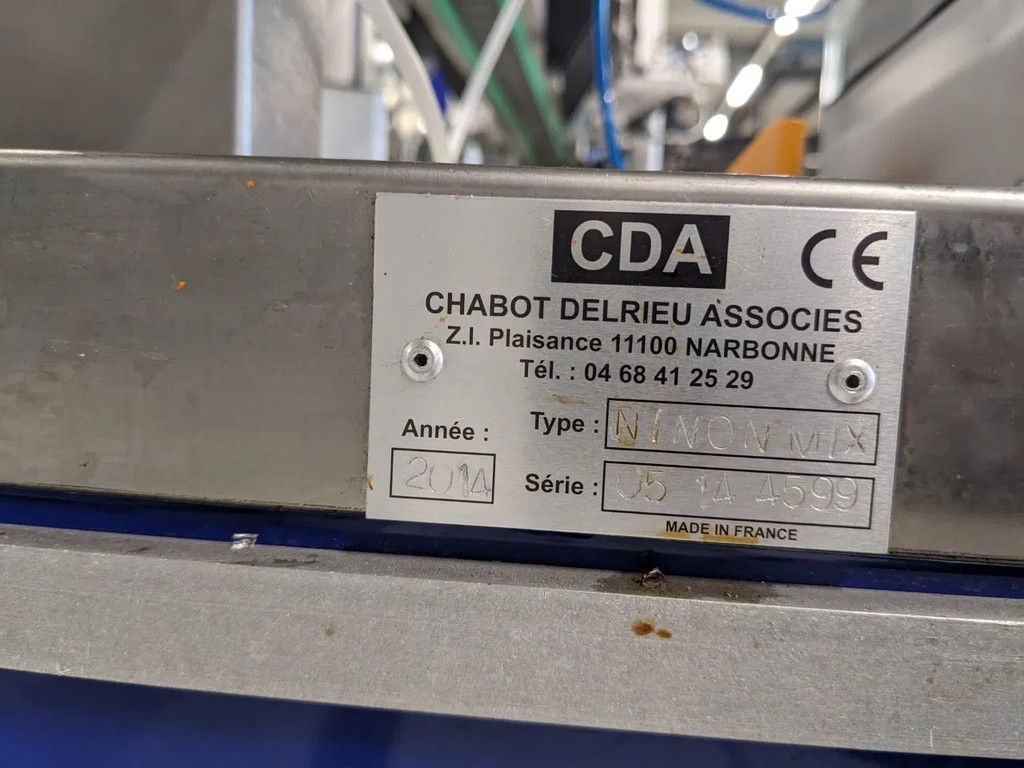 CDA CE
CHABOT DELRIEU ASSOCIES
Z.I. Plaisance 11100 NARBONNE
Tél. : 04 68 41 25 29
Type : NINON MIX
Année : 2014
Série : 05 14 4599
MADE IN FRANCE